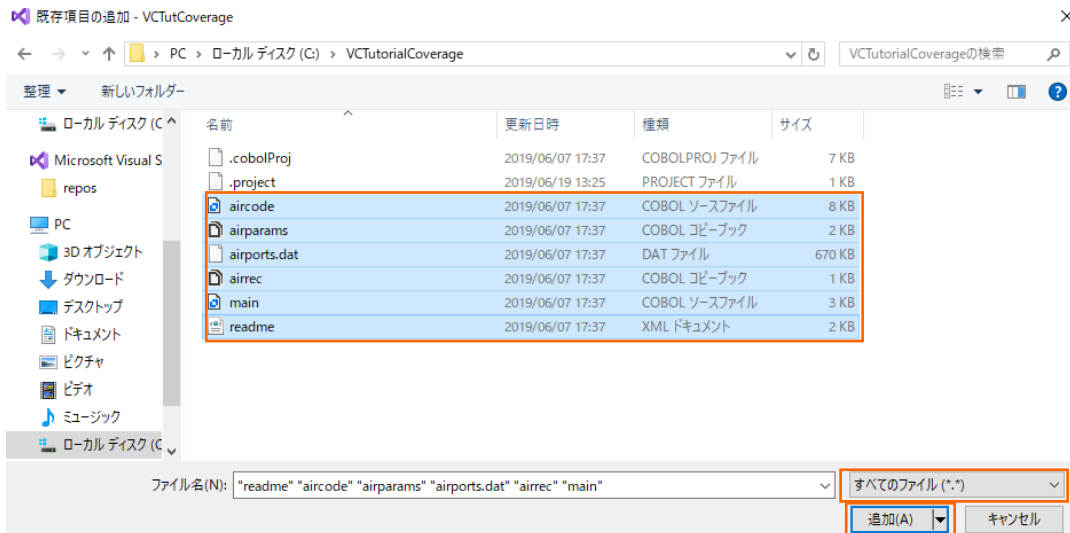 既存項目の追加 - VCTutCoverage
PC > ローカル ディスク (C:) > VCTutorialCoverage
VCTutorialCoverageの検索
整理 新しいフォルダー
ローカル ディスク (C
Microsoft Visual S
repos
PC
3D オブジェクト
ダウンロード
デスクトップ
ドキュメント
ピクチャ
ビデオ
ミュージック
ローカル ディスク (C
名前 更新日時 種類 サイズ
.cobolProj 2019/06/07 17:37 COBOLPROJ ファイル 7 KB
.project 2019/06/19 13:25 PROJECT ファイル 1 KB
aircode 2019/06/07 17:37 COBOL ソースファイル 8 KB
airparams 2019/06/07 17:37 COBOL コピーブック 2 KB
airports.dat 2019/06/07 17:37 DAT ファイル 670 KB
airrec 2019/06/07 17:37 COBOL コピーブック 1 KB
main 2019/06/07 17:37 COBOL ソースファイル 3 KB
readme 2019/06/07 17:37 XML ドキュメント 2 KB
ファイル名(N): "readme" "aircode" "airparams" "airports.dat" "airrec" "main"
すべてのファイル (*.*)
追加(A) キャンセル